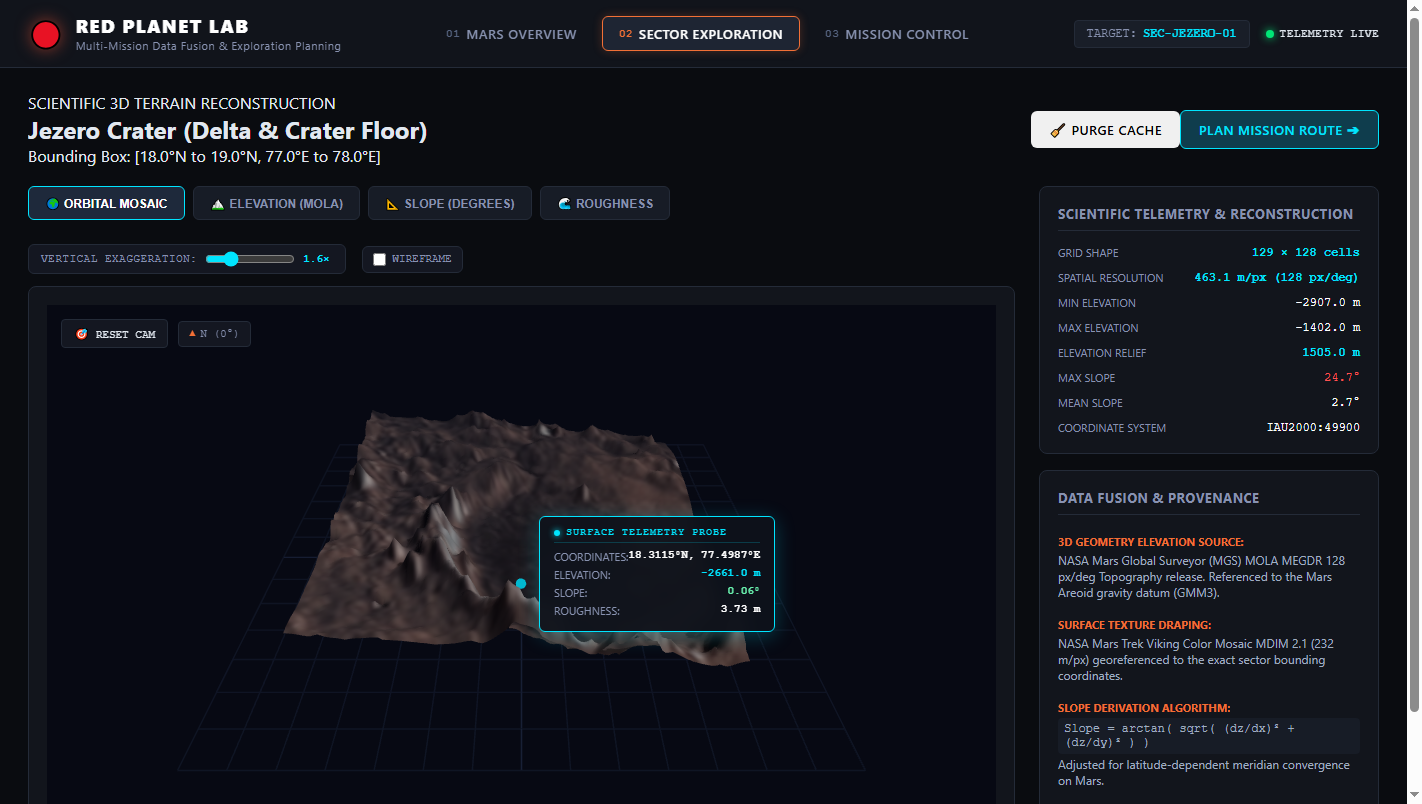 RED PLANET LAB
Multi-Mission Data Fusion & Exploration Planning
01 MARS OVERVIEW
02 SECTOR EXPLORATION
03 MISSION CONTROL
TARGET: SEC-JEZERO-01
TELEMETRY LIVE
SCIENTIFIC 3D TERRAIN RECONSTRUCTION
Jezero Crater (Delta & Crater Floor)
Bounding Box: [18.0°N to 19.0°N, 77.0°E to 78.0°E]
PURGE CACHE
PLAN MISSION ROUTE ➔
ORBITAL MOSAIC
ELEVATION (MOLA)
SLOPE (DEGREES)
ROUGHNESS
VERTICAL EXAGGERATION: 1.6×
WIREFRAME
RESET CAM
▲ N (0°)
SURFACE TELEMETRY PROBE
COORDINATES: 18.3115°N, 77.4987°E
ELEVATION: -2661.0 m
SLOPE: 0.06°
ROUGHNESS: 3.73 m
SCIENTIFIC TELEMETRY & RECONSTRUCTION
GRID SHAPE 129 × 128 cells
SPATIAL RESOLUTION 463.1 m/px (128 px/deg)
MIN ELEVATION -2907.0 m
MAX ELEVATION -1402.0 m
ELEVATION RELIEF 1505.0 m
MAX SLOPE 24.7°
MEAN SLOPE 2.7°
COORDINATE SYSTEM IAU2000:49900
DATA FUSION & PROVENANCE
3D GEOMETRY ELEVATION SOURCE:
NASA Mars Global Surveyor (MGS) MOLA MEGDR 128
px/deg Topography release. Referenced to the Mars
Areoid gravity datum (GMM3).
SURFACE TEXTURE DRAPING:
NASA Mars Trek Viking Color Mosaic MDIM 2.1 (232
m/px) georeferenced to the exact sector bounding
coordinates.
SLOPE DERIVATION ALGORITHM:
Slope = arctan( sqrt( (dz/dx)² +
(dz/dy)² ) )
Adjusted for latitude-dependent meridian convergence
on Mars.